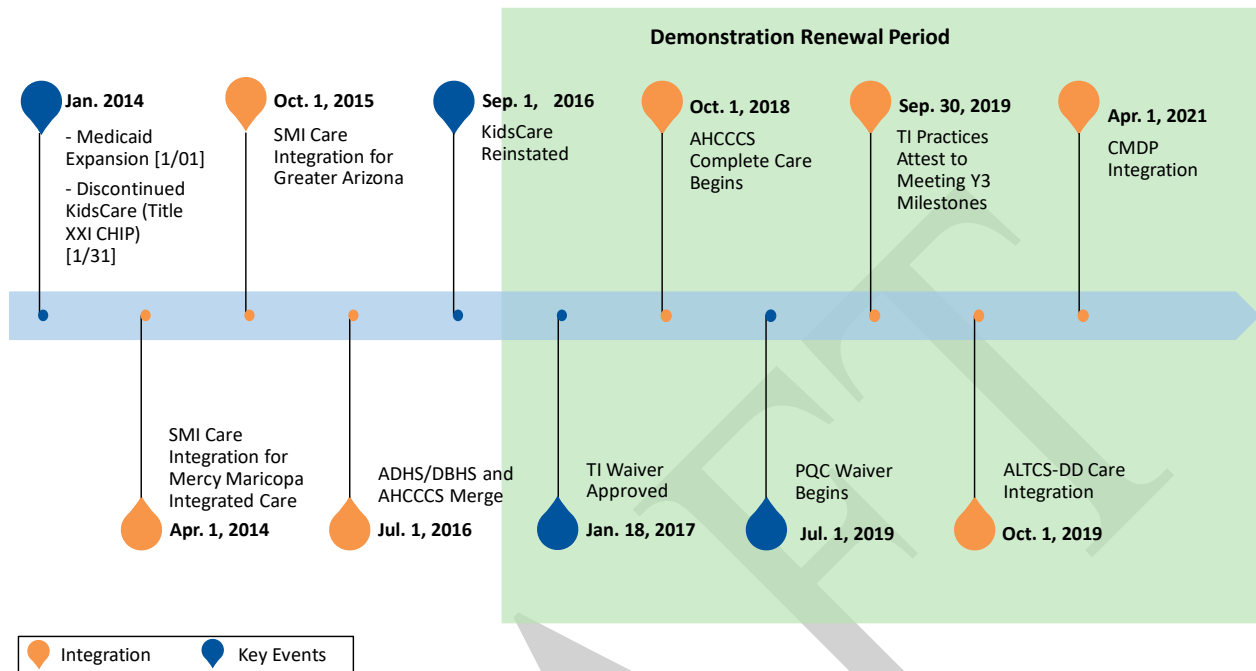 Demonstration Renewal Period
Jan. 2014
- Medicaid
Expansion [1/01]
- Discontinued
KidsCare (Title
XXI CHIP)
[1/31]
Oct. 1, 2015
SMI Care
Integration for
Greater Arizona
Sep. 1, 2016
KidsCare
Reinstated
Oct. 1, 2018
AHCCCS
Complete Care
Begins
Sep. 30, 2019
TI Practices
Attest to
Meeting Y3
Milestones
Apr. 1, 2021
CMDP
Integration
SMI Care
Integration for
Mercy Maricopa
Integrated Care
Apr. 1, 2014
ADHS/DBHS and
AHCCCS Merge
Jul. 1, 2016
TI Waiver
Approved
Jan. 18, 2017
PQC Waiver
Begins
Jul. 1, 2019
ALTCS-DD Care
Integration
Oct. 1, 2019
Integration
Key Events